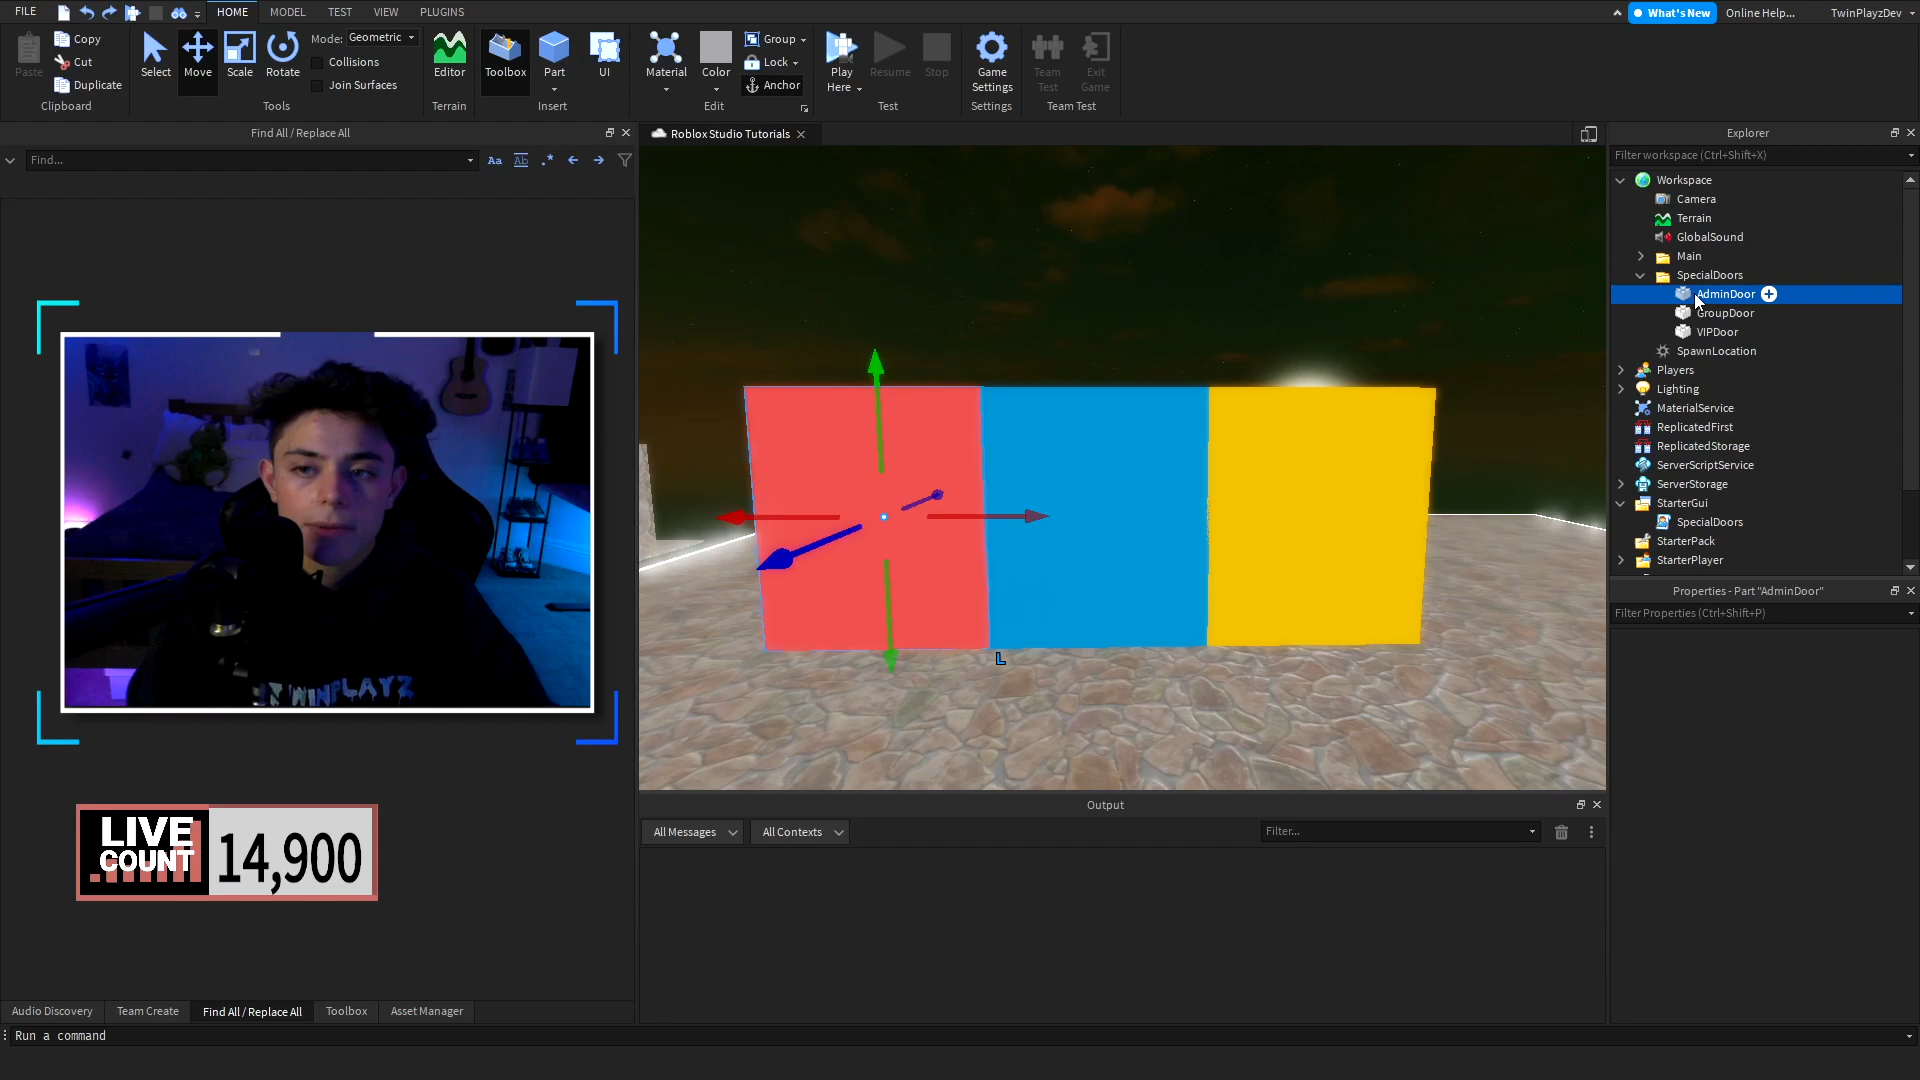 FILE
HOME
MODEL
TEST
VIEW
PLUGINS
What's New
Online Help...
TwinPlayzDev
Paste
Copy
Cut
Duplicate
Clipboard
Select
Move
Scale
Rotate
Mode: Geometric
Collisions
Join Surfaces
Tools
Editor
Terrain
Toolbox
Part
UI
Insert
Material
Color
Group
Lock
Anchor
Edit
Play
Here
Resume
Stop
Test
Game
Settings
Settings
Team
Test
Exit
Game
Team Test
Find All / Replace All
Find...
Aa
Ab
.*
LIVE
COUNT
14,900
Audio Discovery
Team Create
Find All / Replace All
Toolbox
Asset Manager
Run a command
Roblox Studio Tutorials
L
Output
All Messages
All Contexts
Filter...
Explorer
Filter workspace (Ctrl+Shift+X)
Workspace
Camera
Terrain
GlobalSound
Main
SpecialDoors
AdminDoor
GroupDoor
VIPDoor
SpawnLocation
Players
Lighting
MaterialService
ReplicatedFirst
ReplicatedStorage
ServerScriptService
ServerStorage
StarterGui
SpecialDoors
StarterPack
StarterPlayer
Properties - Part "AdminDoor"
Filter Properties (Ctrl+Shift+P)